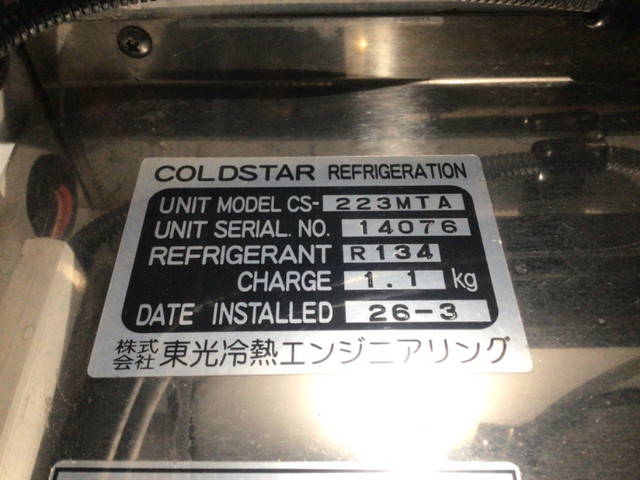 COLDSTAR REFRIGERATION
UNIT MODEL CS-223MTA
UNIT SERIAL. NO. 14076
REFRIGERANT R134
CHARGE 1.1 kg
DATE INSTALLED 26-3
株式会社 東光冷熱エンジニアリング